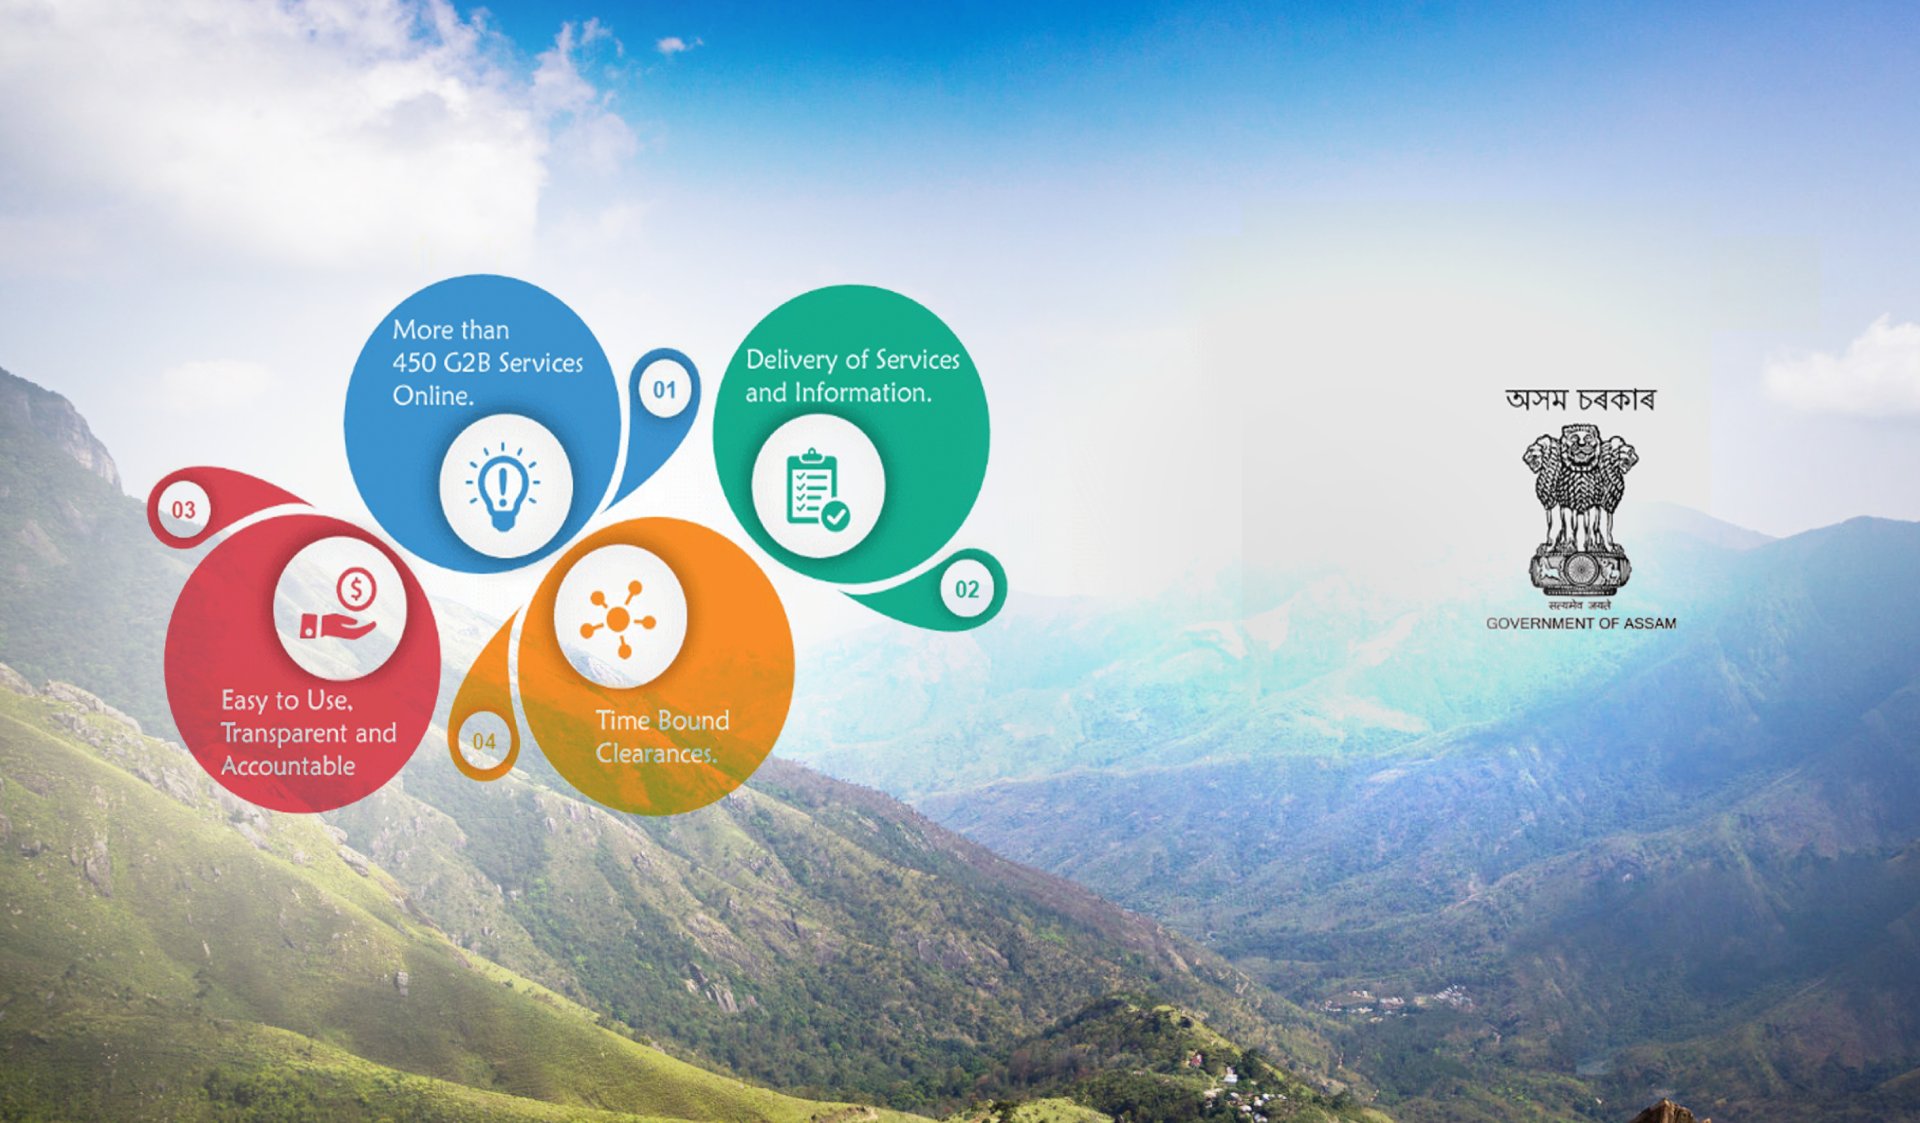 More than
450 G2B Services
Online.
01
Delivery of Services
and Information.
02
03
Easy to Use,
Transparent and
Accountable
04
Time Bound
Clearances.
অসম চৰকাৰ
सत्यमेव जयते
GOVERNMENT OF ASSAM